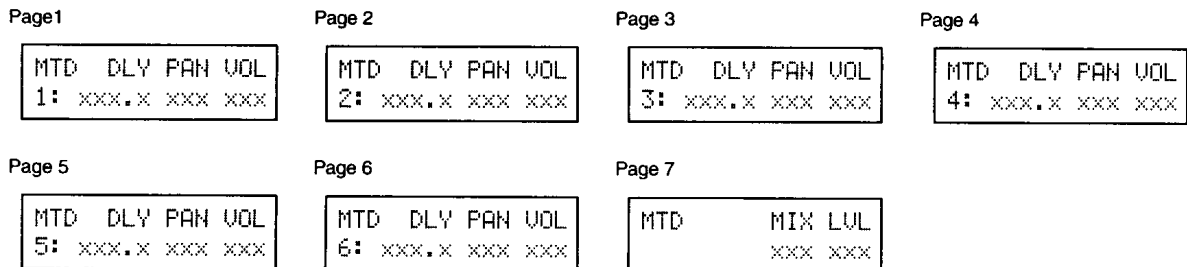 Page1 Page 2 Page 3 Page 4
MTD DLY PAN VOL MTD DLY PAN VOL MTD DLY PAN VOL MTD DLY PAN VOL
1: xxx.x xxx xxx 2: xxx.x xxx xxx 3: xxx.x xxx xxx 4: xxx.x xxx xxx
Page 5 Page 6 Page 7
MTD DLY PAN VOL MTD DLY PAN VOL MTD MIX LVL
5: xxx.x xxx xxx 6: xxx.x xxx xxx xxx xxx